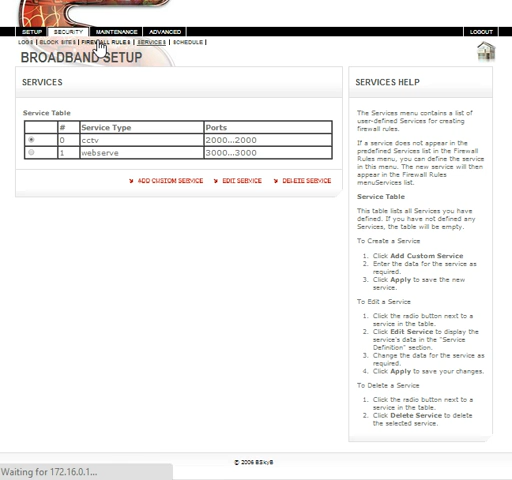 SETUP SECURITY MAINTENANCE ADVANCED LOGOUT
LOGS | BLOCK SITES | FIREWALL RULES | SERVICES | SCHEDULE |
BROADBAND SETUP
SERVICES
Service Table
# Service Type Ports
0 cctv 2000...2000
1 webserve 3000...3000
ADD CUSTOM SERVICE EDIT SERVICE DELETE SERVICE
SERVICES HELP
The Services menu contains a list of
user-defined Services for creating
firewall rules.
If a service does not appear in the
predefined Services list in the Firewall
Rules menu, you can define the service
in this menu. The new service will then
appear in the Firewall Rules
menuServices list.
Service Table
This table lists all Services you have
defined. If you have not defined any
Services, the table will be empty.
To Create a Service
1. Click Add Custom Service
2. Enter the data for the service as
required.
3. Click Apply to save the new
service.
To Edit a Service
1. Click the radio button next to a
service in the table.
2. Click Edit Service to display
the service's data in the "Service
Definition" section.
3. Change the data for the service as
required.
4. Click Apply to save your changes.
To Delete a Service
1. Click the radio button next to a
service in the table.
2. Click Delete Service to delete
the selected service.
© 2006 BSkyB
Waiting for 172.16.0.1...